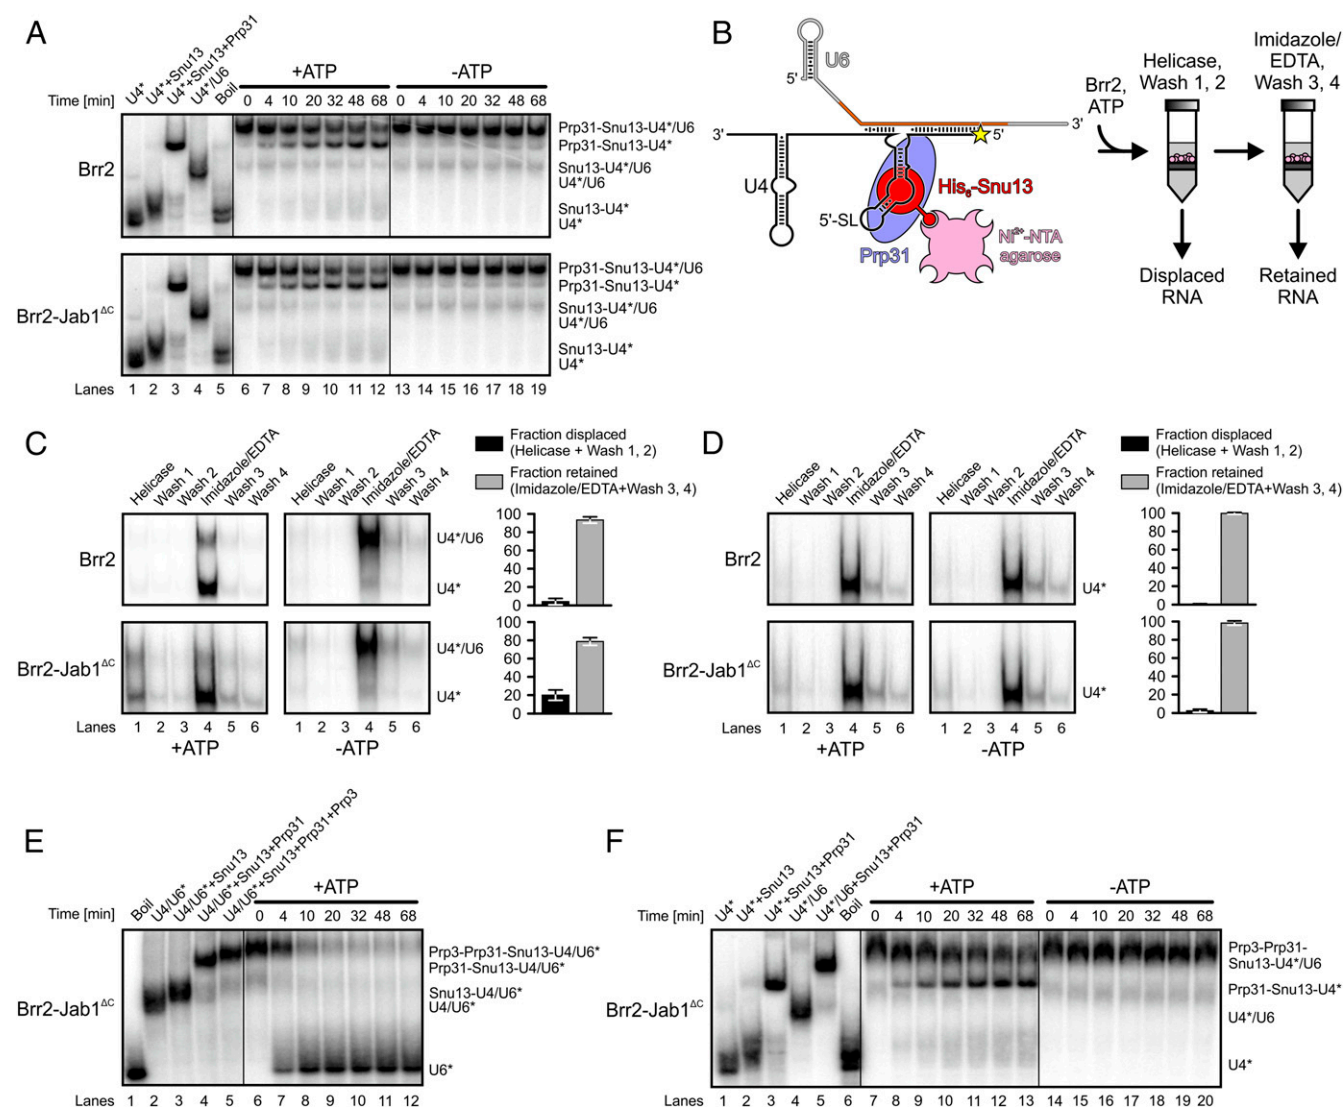 A
U4*
U4*+Snu13
U4*+Snu13+Prp31
U4*/U6
Boil
+ATP
-ATP
Time [min]
0 4 10 20 32 48 68
0 4 10 20 32 48 68
Brr2
Prp31-Snu13-U4*/U6
Prp31-Snu13-U4*
Snu13-U4*/U6
U4*/U6
Snu13-U4*
U4*
Brr2-Jab1ΔC
Prp31-Snu13-U4*/U6
Prp31-Snu13-U4*
Snu13-U4*/U6
U4*/U6
Snu13-U4*
U4*
Lanes 1 2 3 4 5 6 7 8 9 10 11 12 13 14 15 16 17 18 19
B
U6
5'
3'
3'
5'
U4
5'-SL
His6-Snu13
Prp31
Ni2+-NTA
agarose
Brr2,
ATP
Helicase,
Wash 1, 2
Imidazole/
EDTA,
Wash 3, 4
Displaced
RNA
Retained
RNA
C
Helicase
Wash 1
Wash 2
Imidazole/EDTA
Wash 3
Wash 4
Helicase
Wash 1
Wash 2
Imidazole/EDTA
Wash 3
Wash 4
Fraction displaced
(Helicase + Wash 1, 2)
Fraction retained
(Imidazole/EDTA+Wash 3, 4)
Brr2
U4*/U6
U4*
100
80
60
40
20
0
Brr2-Jab1ΔC
U4*/U6
U4*
100
80
60
40
20
0
Lanes 1 2 3 4 5 6
1 2 3 4 5 6
+ATP
-ATP
D
Helicase
Wash 1
Wash 2
Imidazole/EDTA
Wash 3
Wash 4
Helicase
Wash 1
Wash 2
Imidazole/EDTA
Wash 3
Wash 4
Fraction displaced
(Helicase + Wash 1, 2)
Fraction retained
(Imidazole/EDTA+Wash 3, 4)
Brr2
U4*
100
80
60
40
20
0
Brr2-Jab1ΔC
U4*
100
80
60
40
20
0
Lanes 1 2 3 4 5 6
1 2 3 4 5 6
+ATP
-ATP
E
Boil
U4/U6*
U4/U6*+Snu13
U4/U6*+Snu13+Prp31
U4/U6*+Snu13+Prp31+Prp3
+ATP
Time [min]
0 4 10 20 32 48 68
Brr2-Jab1ΔC
Prp3-Prp31-Snu13-U4/U6*
Prp31-Snu13-U4/U6*
Snu13-U4/U6*
U4/U6*
U6*
Lanes 1 2 3 4 5 6 7 8 9 10 11 12
F
U4*
U4*+Snu13
U4*+Snu13+Prp31
U4*/U6
U4*/U6+Snu13+Prp31
Boil
+ATP
-ATP
Time [min]
0 4 8 10 20 32 48 68
0 4 10 20 32 48 68
Brr2-Jab1ΔC
Prp3-Prp31-
Snu13-U4*/U6
Prp31-Snu13-U4*
U4*/U6
U4*
Lanes 1 2 3 4 5 6 7 8 9 10 11 12 13 14 15 16 17 18 19 20